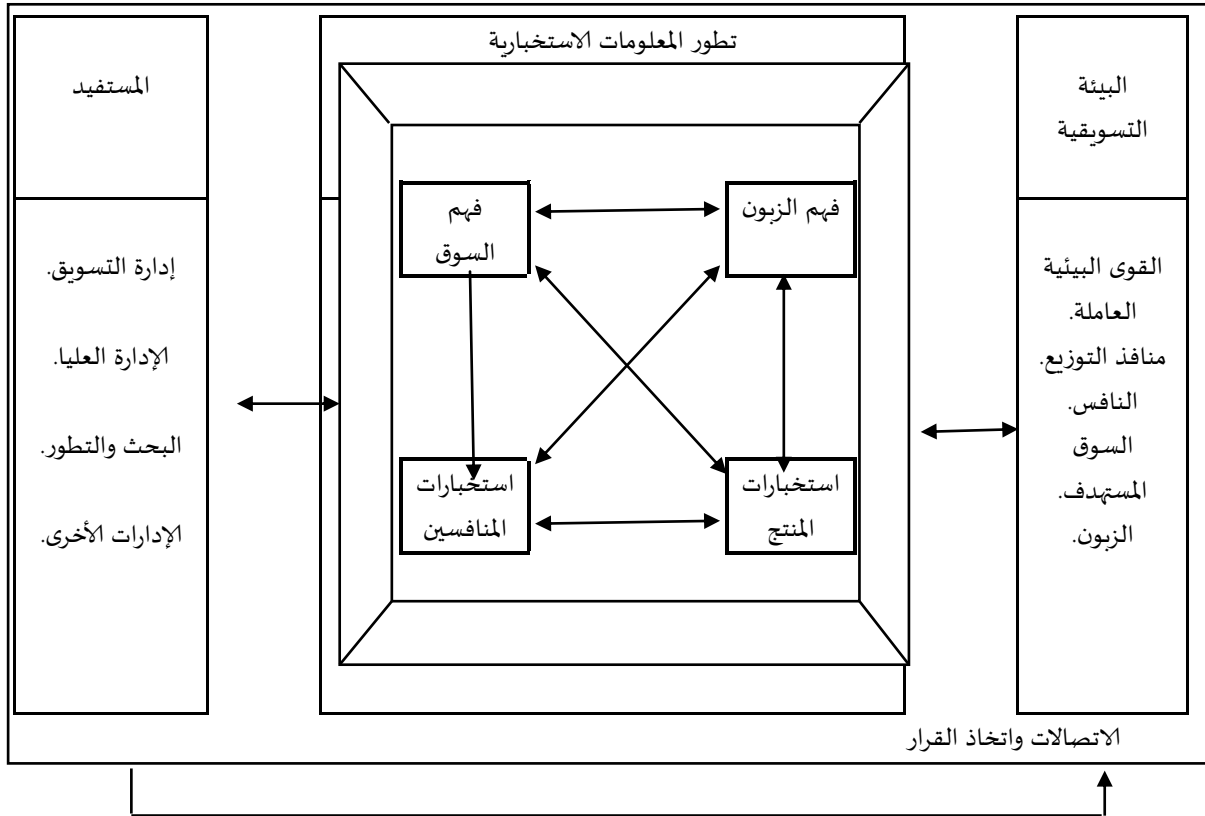 تطور المعلومات الاستخبارية
البيئة
التسويقية
القوى البيئية
العاملة.
منافذ التوزيع.
النافس.
السوق
المستهدف.
الزبون.
فهم الزبون
فهم
السوق
استخبارات
المنتج
استخبارات
المنافسين
المستفيد
إدارة التسويق.
الإدارة العليا.
البحث والتطور.
الإدارات الأخرى.
الاتصالات واتخاذ القرار